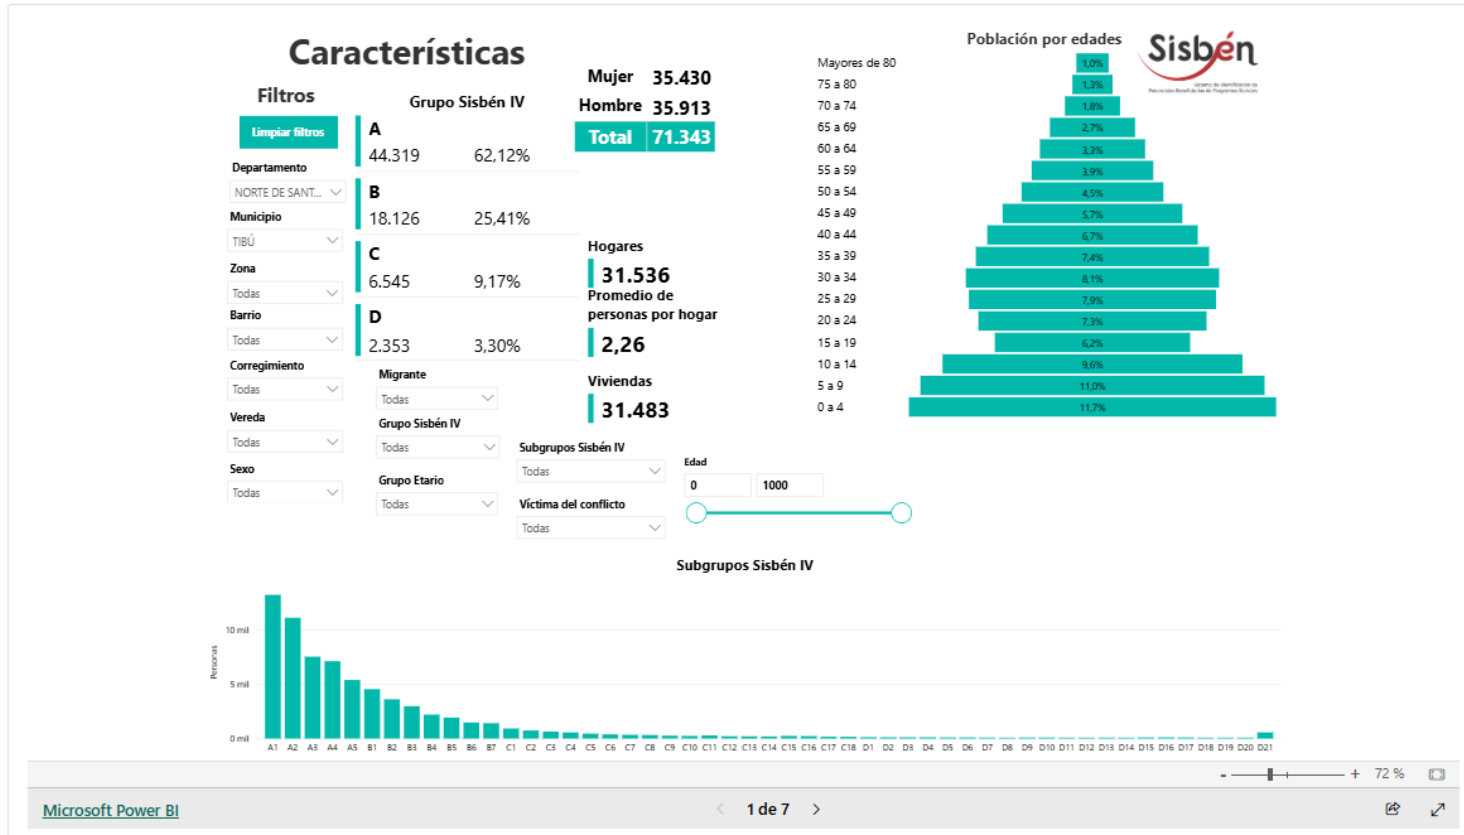 Características
Filtros
Limpiar filtros
Departamento
NORTE DE SANT...
Municipio
TIBÚ
Zona
Todas
Barrio
Todas
Corregimiento
Todas
Vereda
Todas
Sexo
Todas
Grupo Sisbén IV
A
44.319 62,12%
B
18.126 25,41%
C
6.545 9,17%
D
2.353 3,30%
Migrante
Todas
Grupo Sisbén IV
Todas
Grupo Etario
Todas
Mujer 35.430
Hombre 35.913
Total 71.343
Hogares
31.536
Promedio de
personas por hogar
2,26
Viviendas
31.483
Subgrupos Sisbén IV
Todas
Víctima del conflicto
Todas
Edad
0 1000
Población por edades
Sisbén
Sistema de Identificación de
Potenciales Beneficiarios de Programas Sociales
Mayores de 80 1,0%
75 a 80 1,3%
70 a 74 1,8%
65 a 69 2,7%
60 a 64 3,3%
55 a 59 3,9%
50 a 54 4,5%
45 a 49 5,7%
40 a 44 6,7%
35 a 39 7,4%
30 a 34 8,1%
25 a 29 7,9%
20 a 24 7,3%
15 a 19 6,2%
10 a 14 9,6%
5 a 9 11,0%
0 a 4 11,7%
Subgrupos Sisbén IV
Personas
10 mil
5 mil
0 mil
A1 A2 A3 A4 A5 B1 B2 B3 B4 B5 B6 B7 C1 C2 C3 C4 C5 C6 C7 C8 C9 C10 C11 C12 C13 C14 C15 C16 C17 C18 D1 D2 D3 D4 D5 D6 D7 D8 D9 D10 D11 D12 D13 D14 D15 D16 D17 D18 D19 D20 D21
- + 72 %
Microsoft Power BI
1 de 7